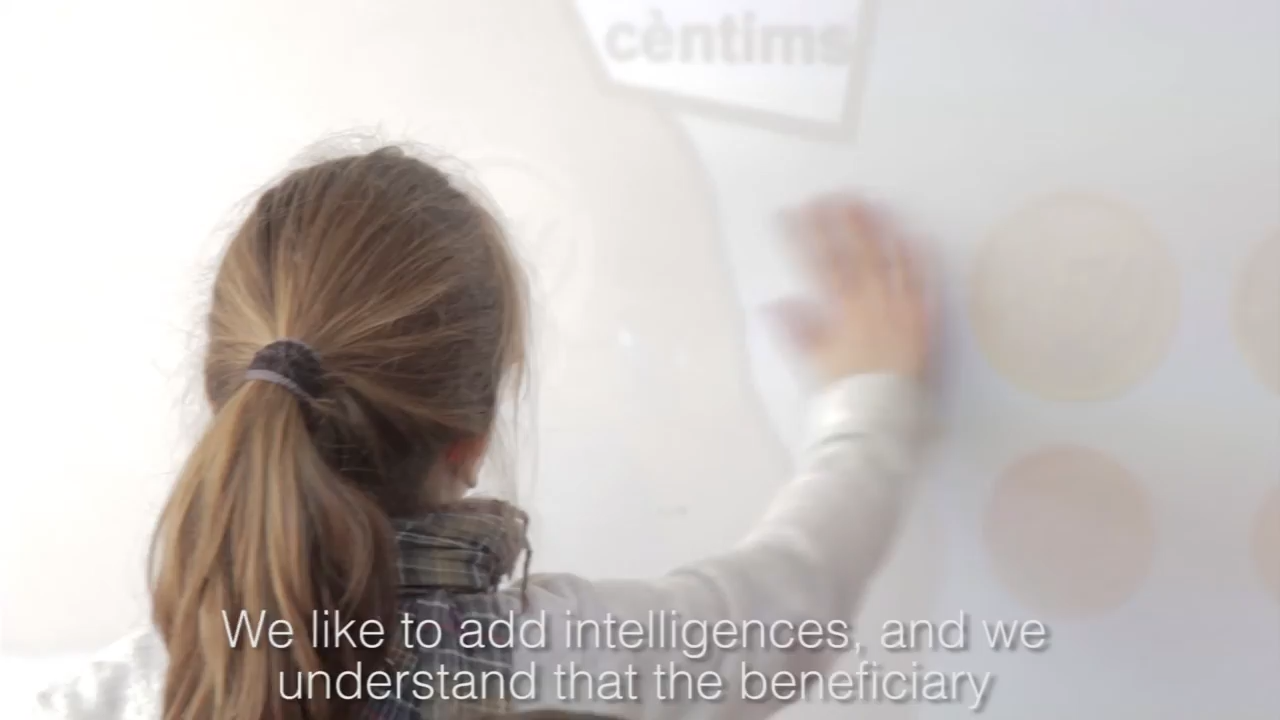 cèntims
We like to add intelligences, and we
understand that the beneficiary